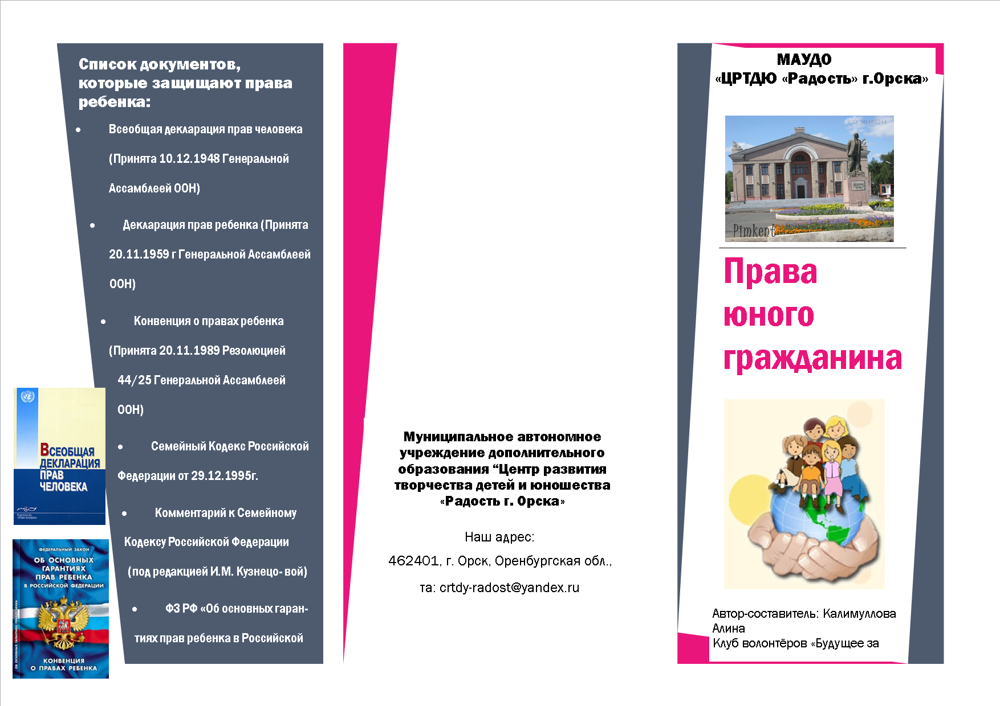 Список документов,
которые защищают права
ребенка:
• Всеобщая декларация прав человека
(Принята 10.12.1948 Генеральной
Ассамблеей ООН)
• Декларация прав ребенка (Принята
20.11.1959 г Генеральной Ассамблеей
ООН)
• Конвенция о правах ребенка
(Принята 20.11.1989 Резолюцией
44/25 Генеральной Ассамблеей
ООН)
• Семейный Кодекс Российской
Федерации от 29.12.1995г.
• Комментарий к Семейному
Кодексу Российской Федерации
(под редакцией И.М. Кузнецо- вой)
• ФЗ РФ «Об основных гаран-
тиях прав ребенка в Российской
ВСЕОБЩАЯ
ДЕКЛАРАЦИЯ
ПРАВ
ЧЕЛОВЕКА
ФЕДЕРАЛЬНЫЙ ЗАКОН
ОБ ОСНОВНЫХ
ГАРАНТИЯХ
ПРАВ РЕБЕНКА
В РОССИЙСКОЙ ФЕДЕРАЦИИ
КОНВЕНЦИЯ
О ПРАВАХ РЕБЕНКА
Муниципальное автономное
учреждение дополнительного
образования “Центр развития
творчества детей и юношества
«Радость г. Орска»
Наш адрес:
462401, г. Орск, Оренбургская обл.,
та: crtdy-radost@yandex.ru
МАУДО
«ЦРТДЮ «Радость» г.Орска»
ICQ 381489244
Pimkent
Права
юного
гражданина
Автор-составитель: Калимуллова
Алина
Клуб волонтёров «Будущее за